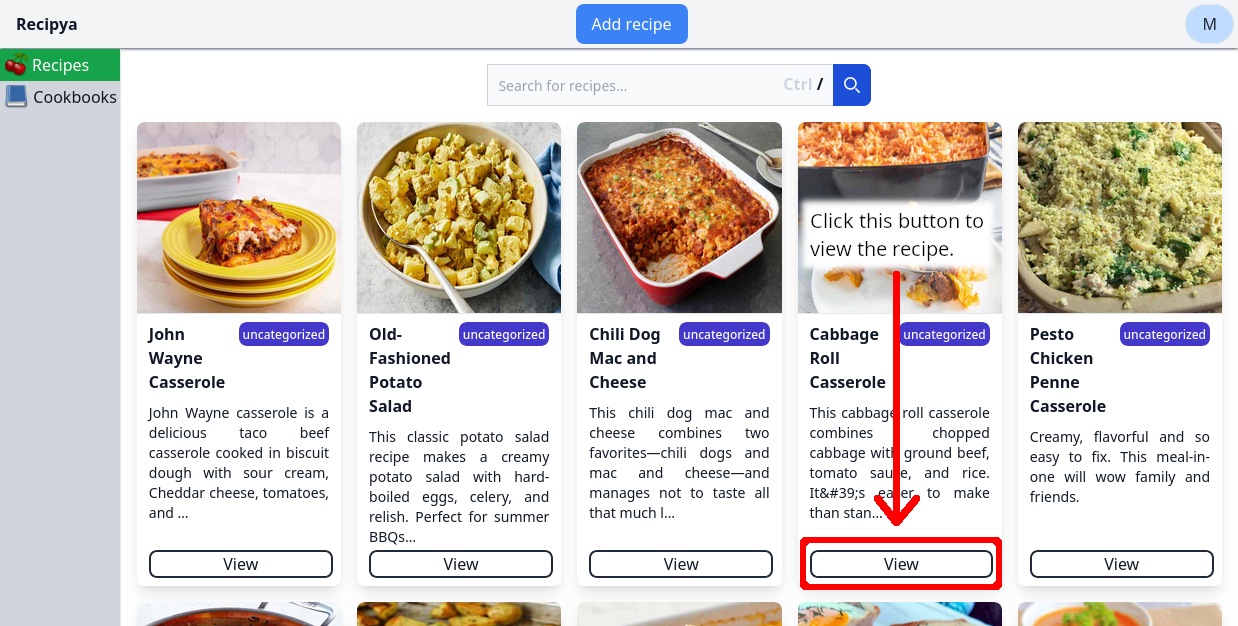 Recipya
Add recipe
M
Recipes
Cookbooks
Search for recipes...
Ctrl /
Click this button to
view the recipe.
John
Wayne
Casserole
uncategorized
John Wayne casserole is a
delicious taco beef
casserole cooked in biscuit
dough with sour cream,
Cheddar cheese, tomatoes,
and ...
View
Old-
Fashioned
Potato
Salad
uncategorized
This classic potato salad
recipe makes a creamy
potato salad with hard-
boiled eggs, celery, and
relish. Perfect for summer
BBQs...
View
Chili Dog
Mac and
Cheese
uncategorized
This chili dog mac and
cheese combines two
favorites—chili dogs and
mac and cheese—and
manages not to taste all
that much l...
View
Cabbage
Roll
Casserole
uncategorized
This cabbage roll casserole
combines chopped
cabbage with ground beef,
tomato sauce, and rice.
It&#39;s easier to make
than stan...
View
Pesto
Chicken
Penne
Casserole
uncategorized
Creamy, flavorful and so
easy to fix. This meal-in-
one will wow family and
friends.
View